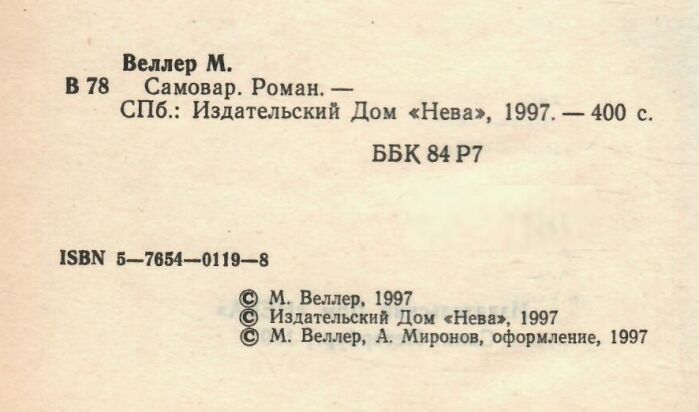 Веллер М.
В 78 Самовар. Роман. —
СПб.: Издательский Дом «Нева», 1997. — 400 с.
ББК 84 Р7
ISBN 5—7654—0119—8
© М. Веллер, 1997
© Издательский Дом «Нева», 1997
© М. Веллер, А. Миронов, оформление, 1997